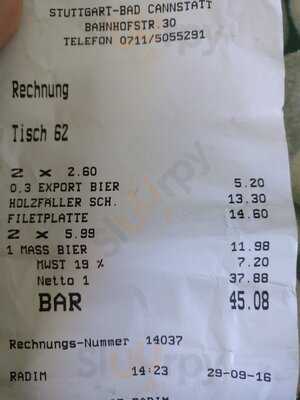 STUTTGART-BAD CANNSTATT
BAHNHOFSTR.30
TELEFON 0711/5055291
Rechnung
Tisch 62
2 x 2.60
0.3 EXPORT BIER 5.20
HOLZFÄLLER SCH. 13.30
FILETPLATTE 14.60
2 x 5.99
1 MASS BIER 11.98
MWST 19 % 7.20
Netto 1 37.88
BAR 45.08
Rechnungs-Nummer 14037
RADIM 14:23 29-09-16
sluurpy